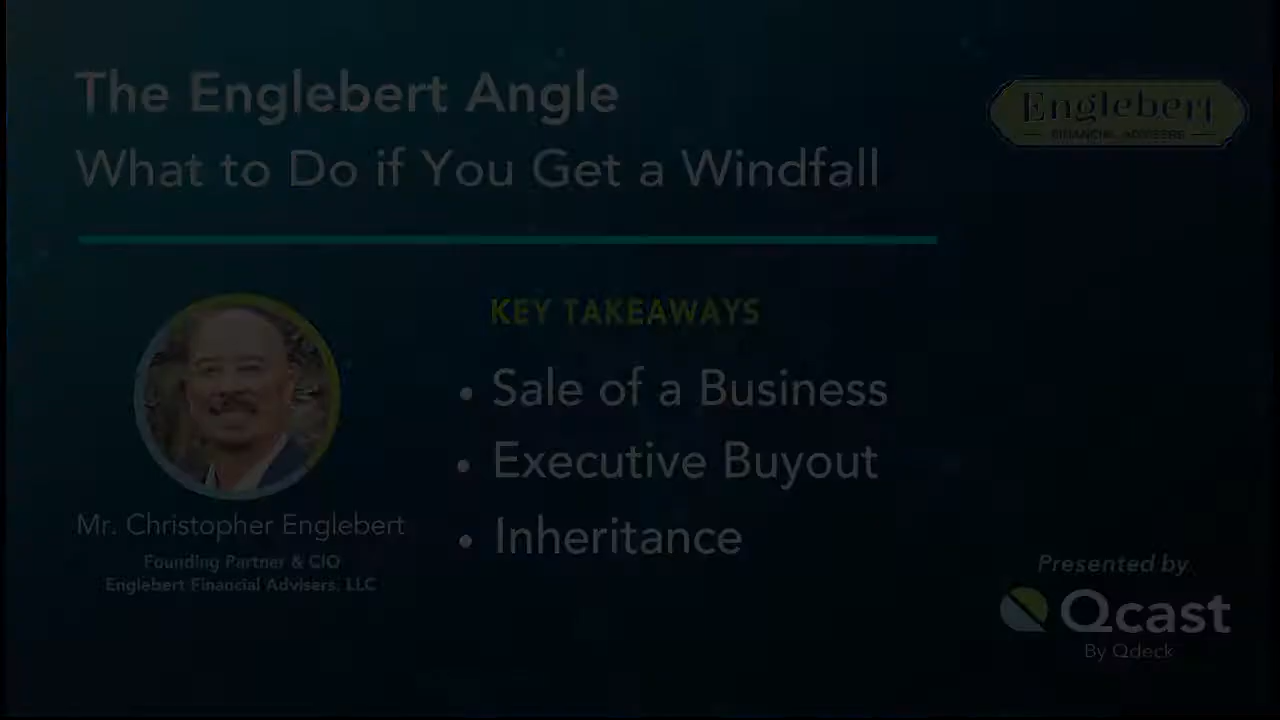 The Englebert Angle
What to Do if You Get a Windfall
Englebert
FINANCIAL ADVISERS
KEY TAKEAWAYS
• Sale of a Business
• Executive Buyout
• Inheritance
Mr. Christopher Englebert
Founding Partner & CIO
Englebert Financial Advisers, LLC
Presented by
Qcast
By Qdeck